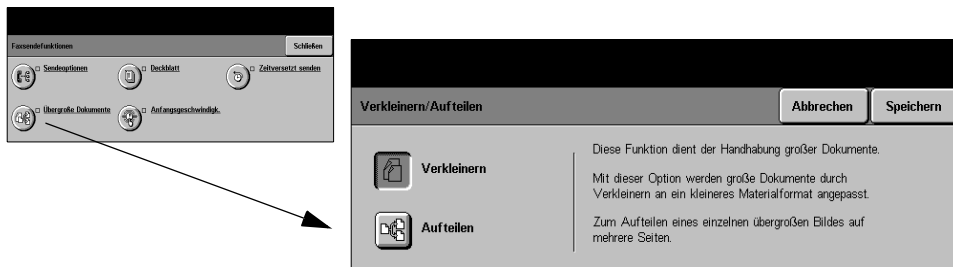 Faxsendefunktionen
Schließen
Sendeoptionen
Deckblatt
Zeitversetzt senden
Übergroße Dokumente
Anfangsgeschwindigk.
Verkleinern/Aufteilen
Abbrechen
Speichern
Verkleinern
Aufteilen
Diese Funktion dient der Handhabung großer Dokumente.
Mit dieser Option werden große Dokumente durch
Verkleinern an ein kleineres Materialformat angepasst.
Zum Aufteilen eines einzelnen übergroßen Bildes auf
mehrere Seiten.